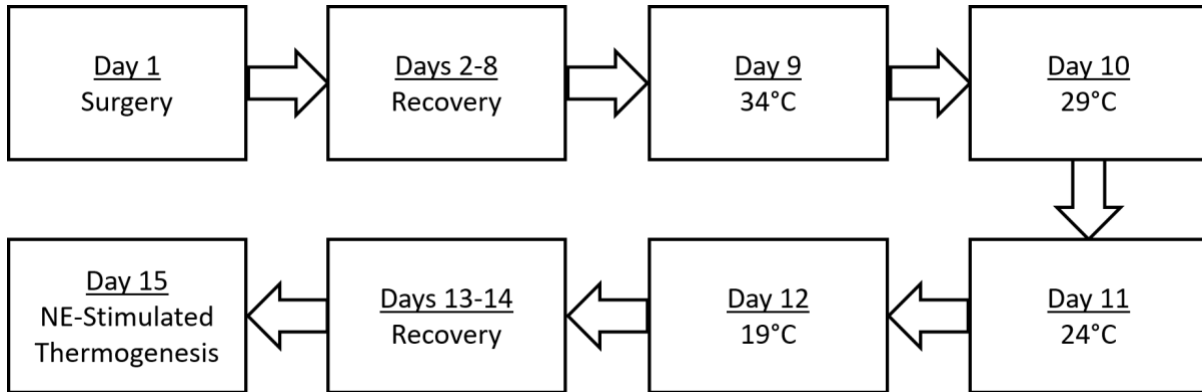 Day 1
Surgery
Days 2-8
Recovery
Day 9
34°C
Day 10
29°C
Day 11
24°C
Day 12
19°C
Days 13-14
Recovery
Day 15
NE-Stimulated
Thermogenesis